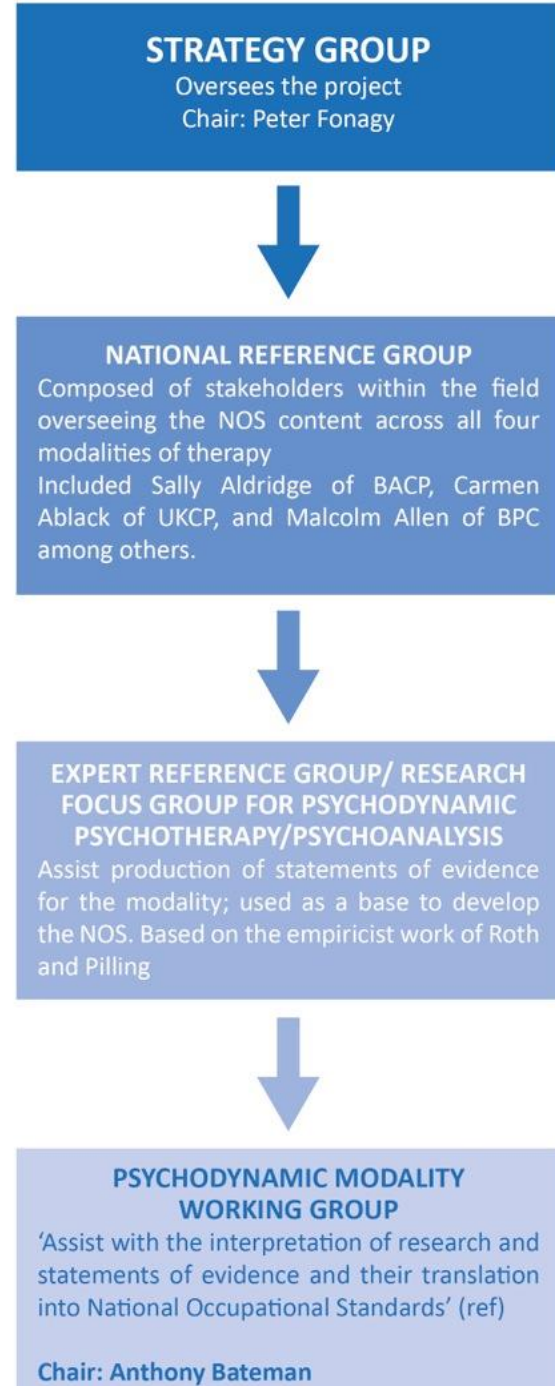 STRATEGY GROUP
Oversees the project
Chair: Peter Fonagy
NATIONAL REFERENCE GROUP
Composed of stakeholders within the field
overseeing the NOS content across all four
modalities of therapy
Included Sally Aldridge of BACP, Carmen
Ablack of UKCP, and Malcolm Allen of BPC
among others.
EXPERT REFERENCE GROUP/ RESEARCH
FOCUS GROUP FOR PSYCHODYNAMIC
PSYCHOTHERAPY/PSYCHOANALYSIS
Assist production of statements of evidence
for the modality; used as a base to develop
the NOS. Based on the empiricist work of Roth
and Pilling
PSYCHODYNAMIC MODALITY
WORKING GROUP
‘Assist with the interpretation of research and
statements of evidence and their translation
into National Occupational Standards’ (ref)
Chair: Anthony Bateman